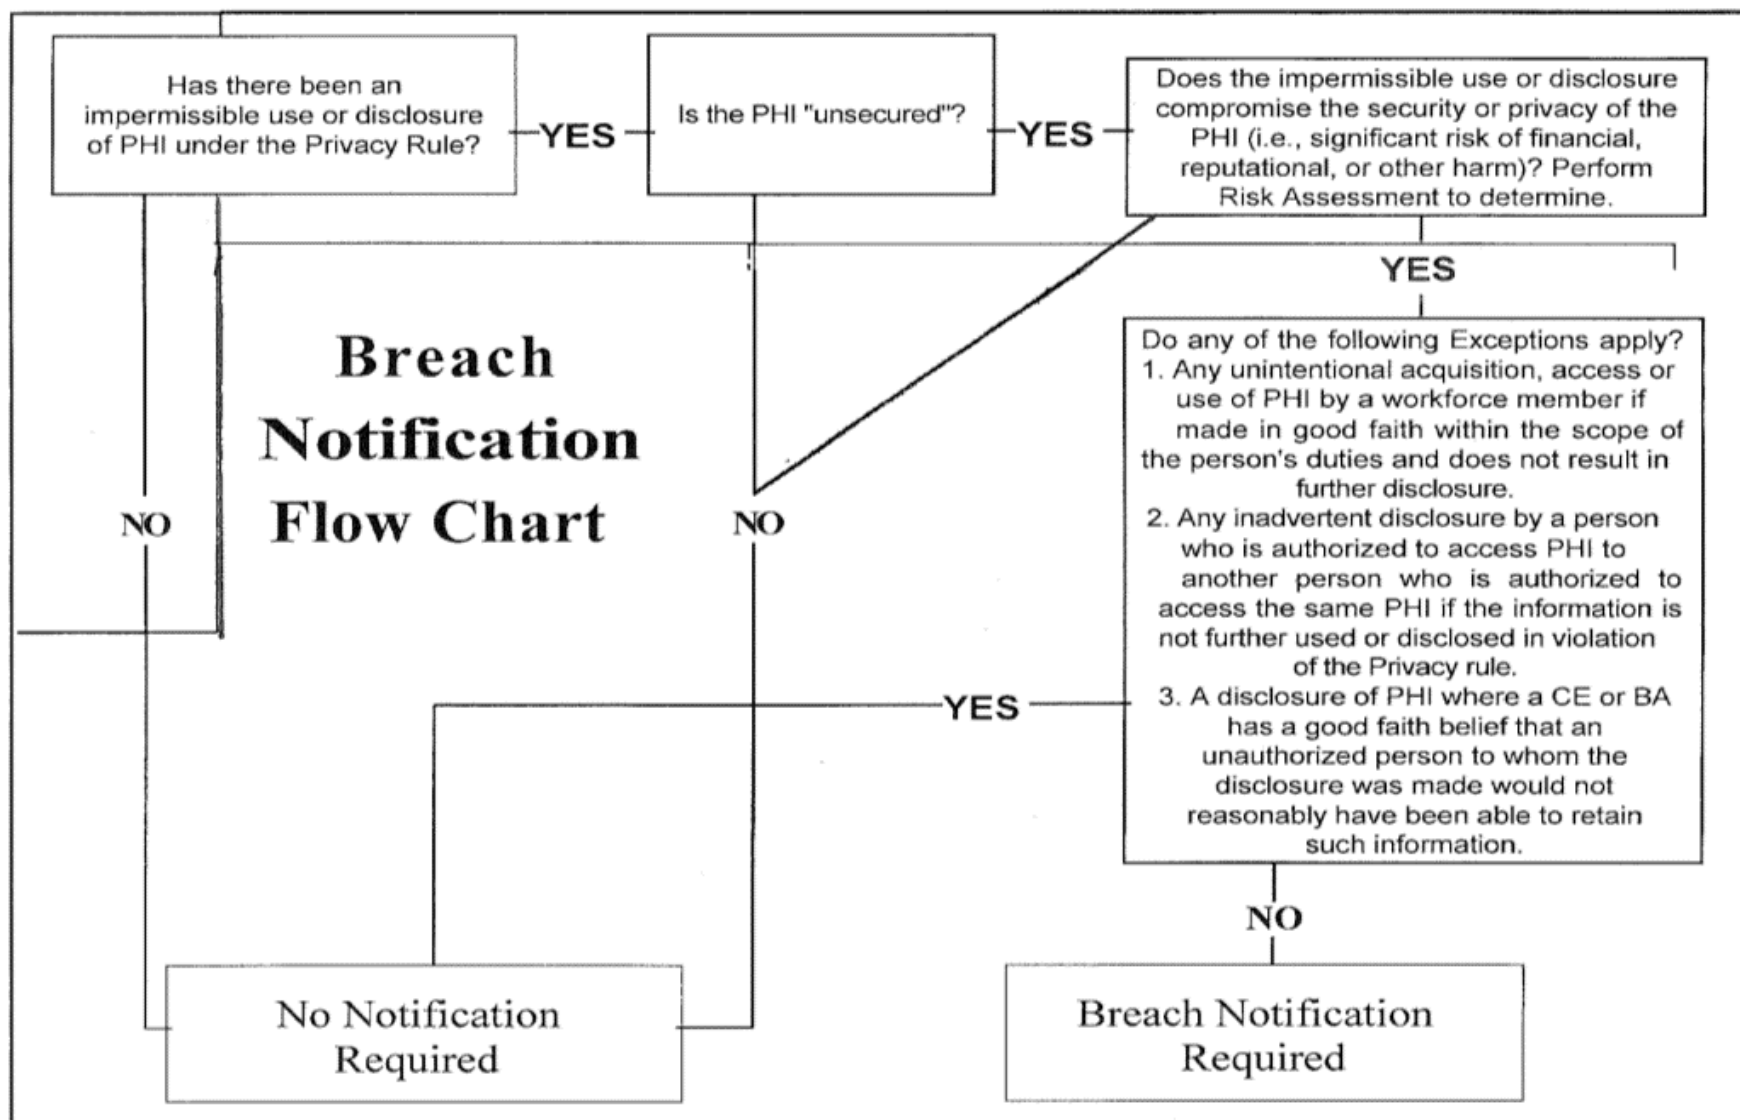 Has there been an
impermissible use or disclosure
of PHI under the Privacy Rule?
YES
Is the PHI "unsecured"?
YES
Does the impermissible use or disclosure
compromise the security or privacy of the
PHI (i.e., significant risk of financial,
reputational, or other harm)? Perform
Risk Assessment to determine.
YES
Breach
Notification
Flow Chart
NO
NO
Do any of the following Exceptions apply?
1. Any unintentional acquisition, access or
use of PHI by a workforce member if
made in good faith within the scope of
the person's duties and does not result in
further disclosure.
2. Any inadvertent disclosure by a person
who is authorized to access PHI to
another person who is authorized to
access the same PHI if the information is
not further used or disclosed in violation
of the Privacy rule.
3. A disclosure of PHI where a CE or BA
has a good faith belief that an
unauthorized person to whom the
disclosure was made would not
reasonably have been able to retain
such information.
YES
NO
No Notification
Required
Breach Notification
Required